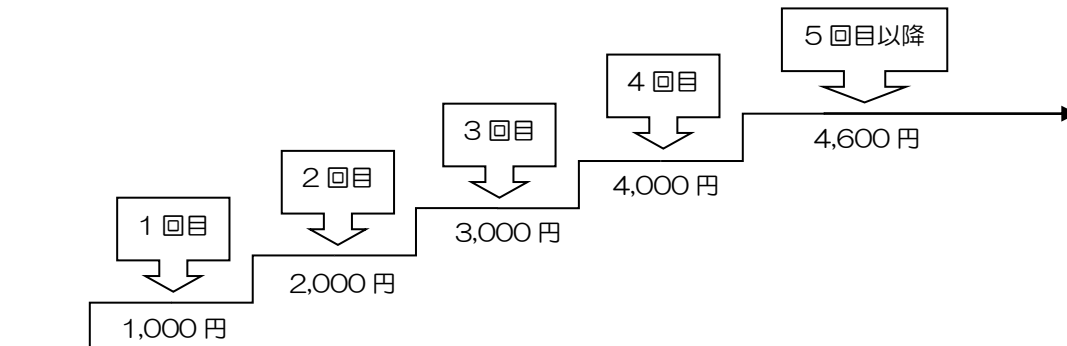 1 回目
1,000 円
2 回目
2,000 円
3 回目
3,000 円
4 回目
4,000 円
5 回目以降
4,600 円